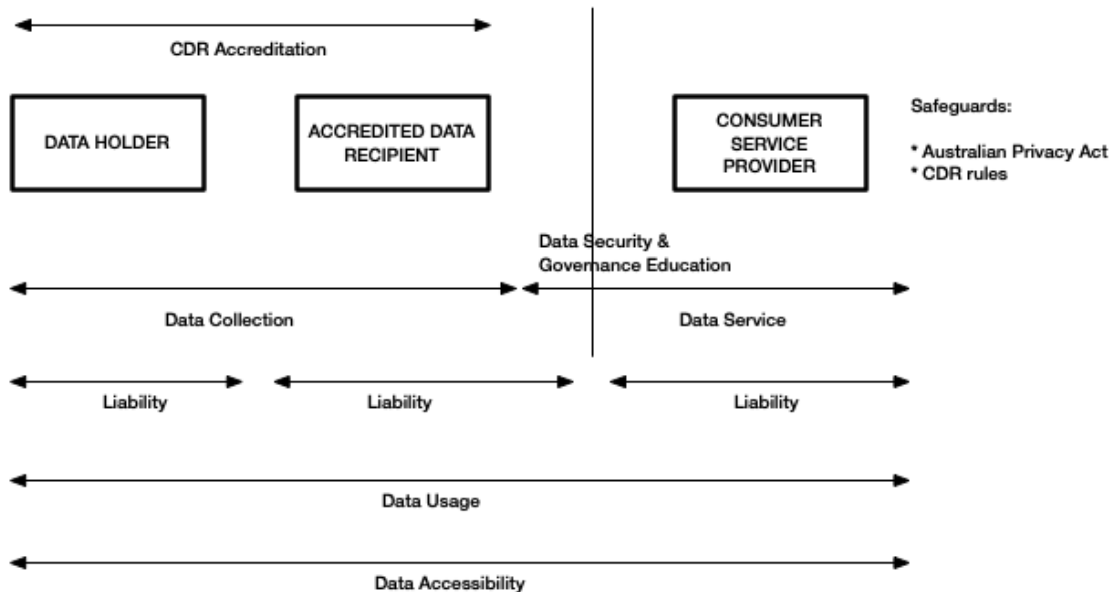 CDR Accreditation
DATA HOLDER
ACCREDITED DATA
RECIPIENT
CONSUMER
SERVICE
PROVIDER
Safeguards:
* Australian Privacy Act
* CDR rules
Data Security &
Governance Education
Data Collection
Data Service
Liability
Liability
Liability
Data Usage
Data Accessibility